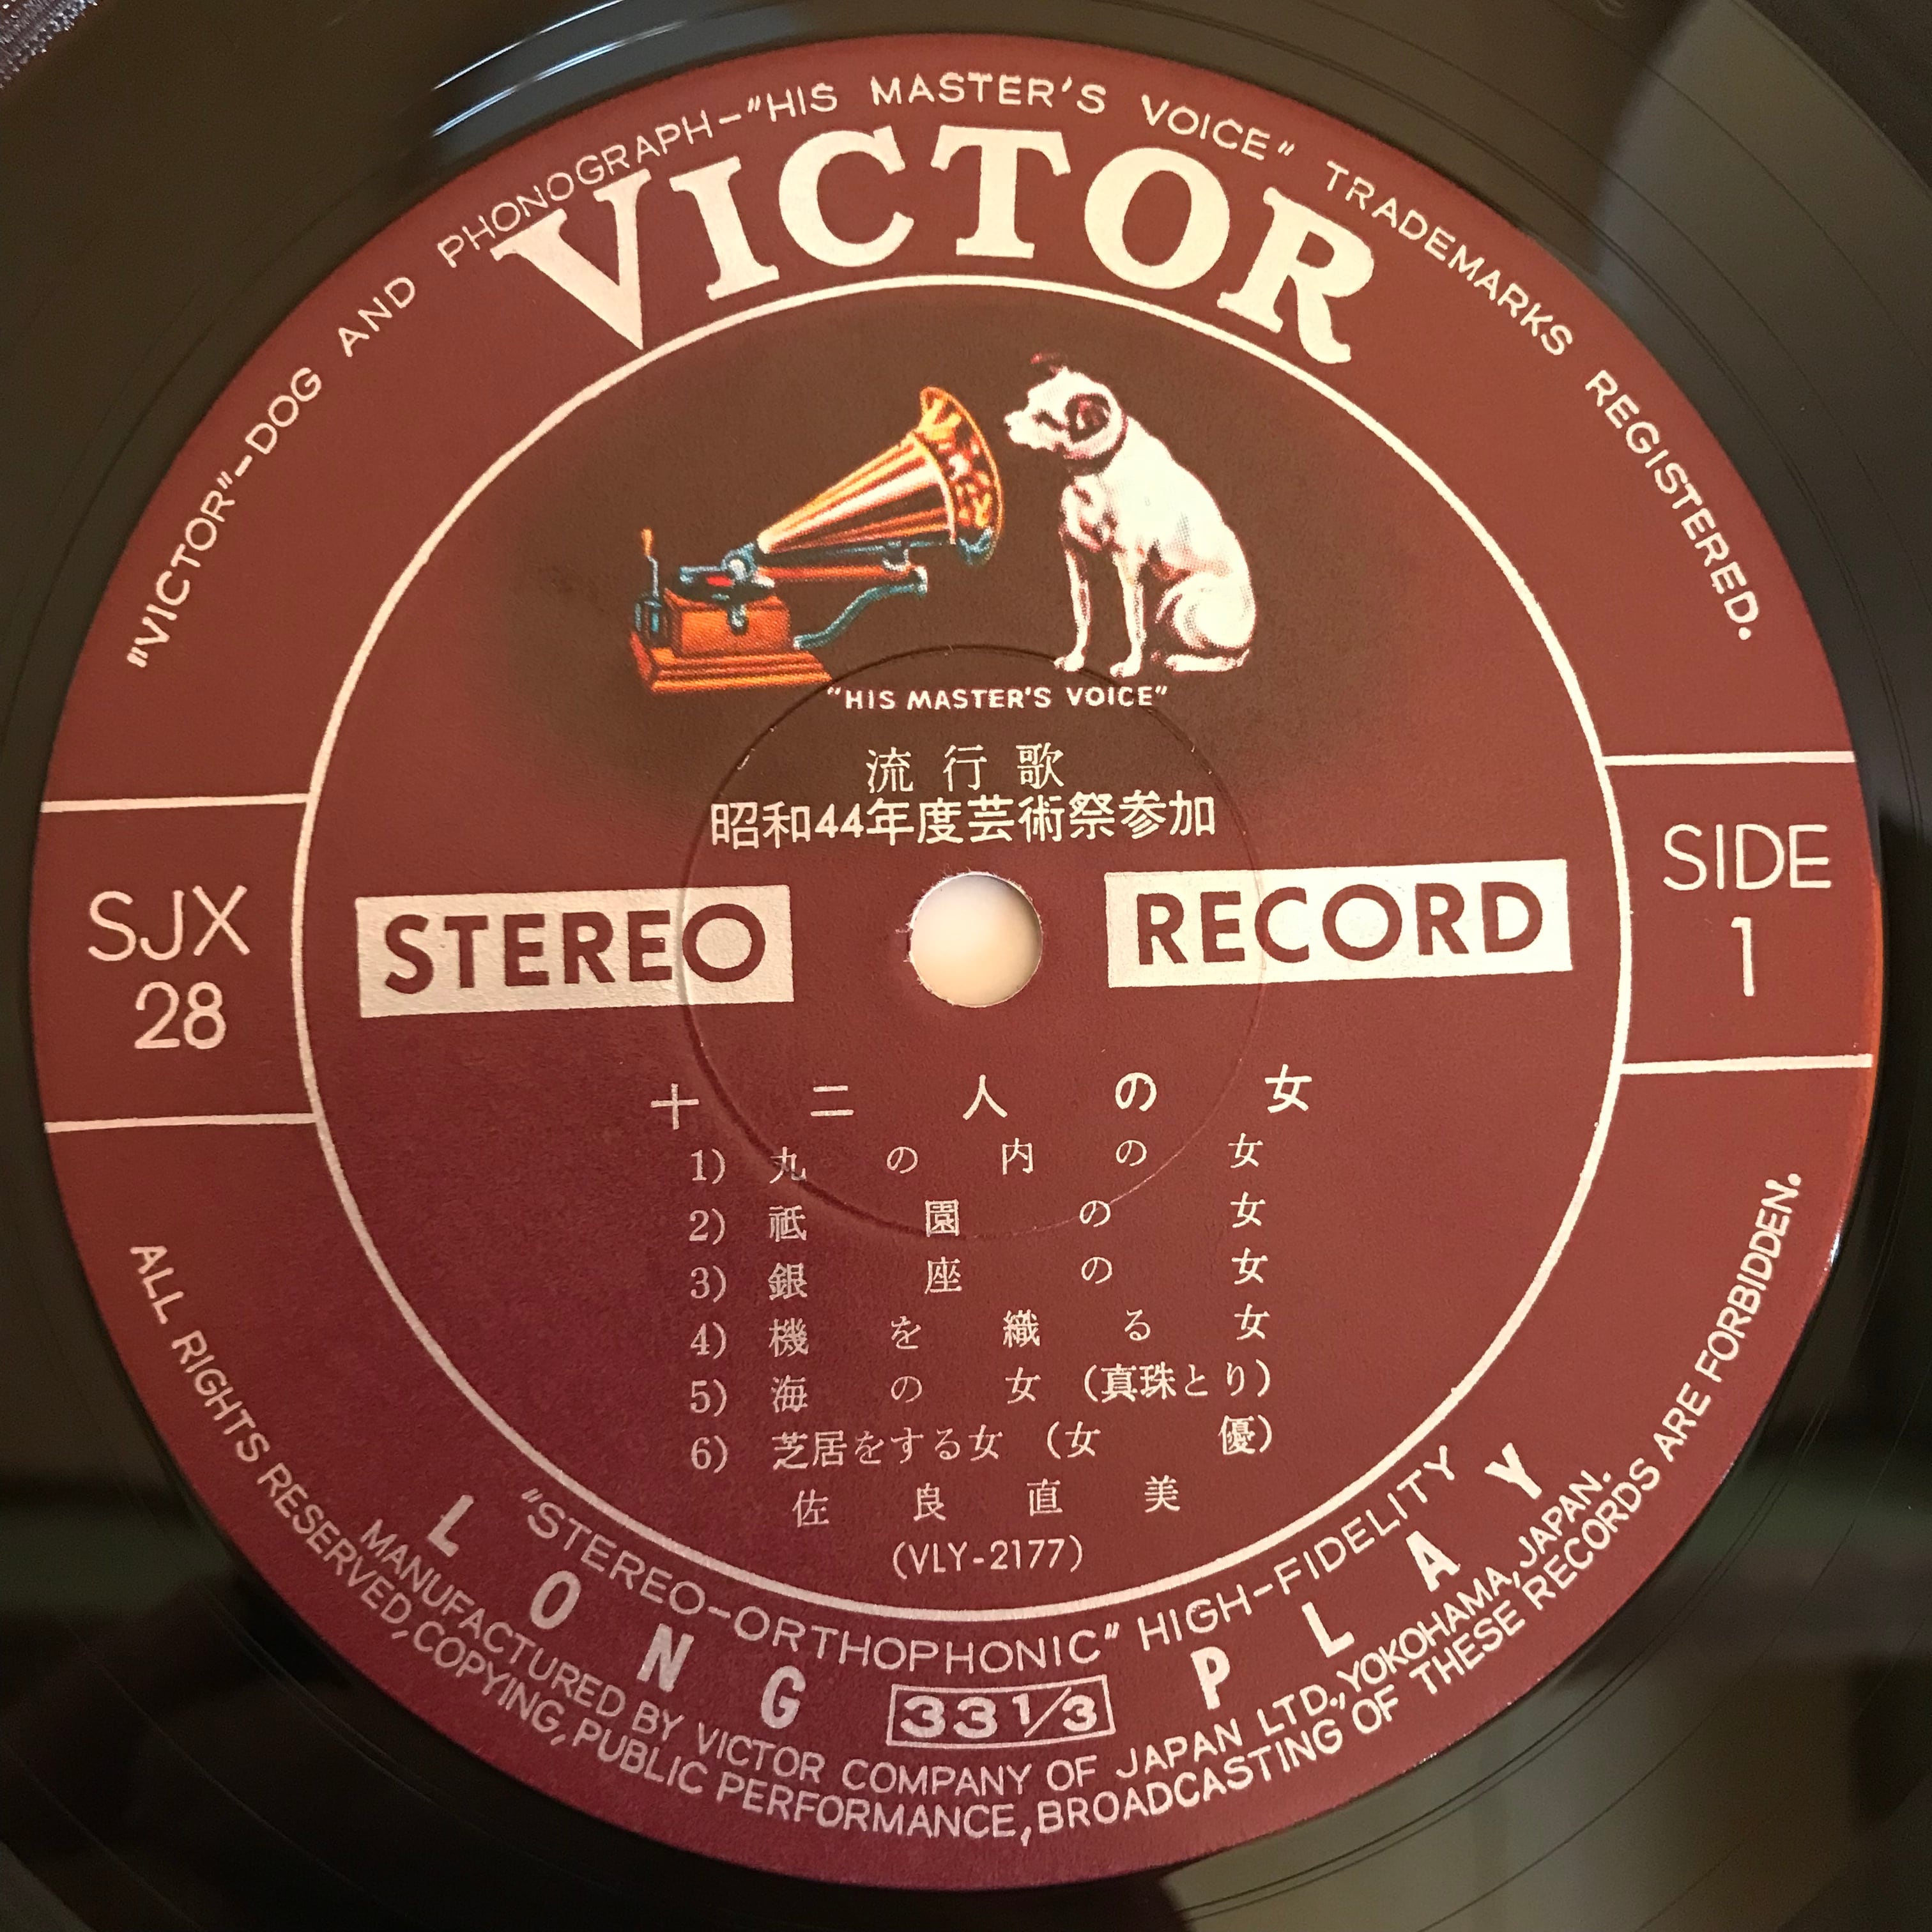 "VICTOR"-DOG AND PHONOGRAPH-"HIS MASTER'S VOICE" TRADEMARKS REGISTERED.
VICTOR
"HIS MASTER'S VOICE"
流行歌
昭和44年度芸術祭参加
SJX
28
STEREO RECORD
SIDE
1
十二人の女
1) 丸の内の女
2) 祇園の女
3) 銀座の女
4) 機を織る女
5) 海の女 (真珠とり)
6) 芝居をする女 (女優)
佐良直美
(VLY-2177)
"STEREO-ORTHOPHONIC" HIGH-FIDELITY
LONG PLAY
33 1/3
MANUFACTURED BY VICTOR COMPANY OF JAPAN LTD., YOKOHAMA, JAPAN.
ALL RIGHTS RESERVED, COPYING, PUBLIC PERFORMANCE, BROADCASTING OF THESE RECORDS ARE FORBIDDEN.